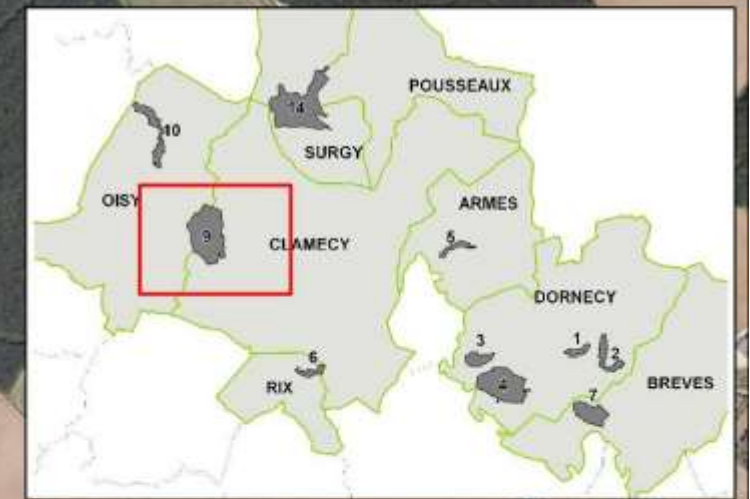 POUSSEAUX
14
10
SURGY
OISY
ARMES
9
CLAMECY
5
DORNECY
3
1
2
6
4
BREVES
RIX
7